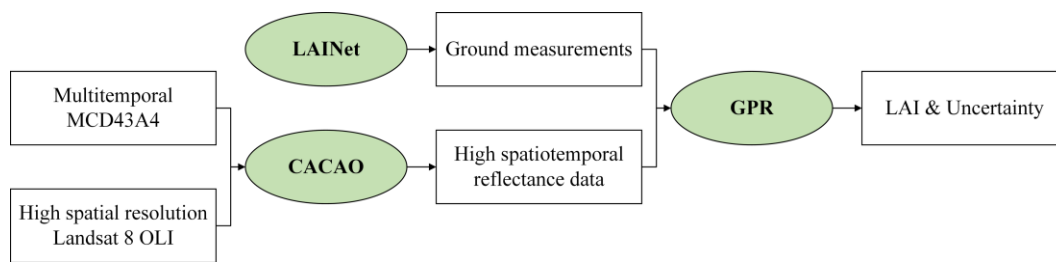 LAINet
Ground measurements
Multitemporal
MCD43A4
GPR
LAI & Uncertainty
CACAO
High spatiotemporal
reflectance data
High spatial resolution
Landsat 8 OLI